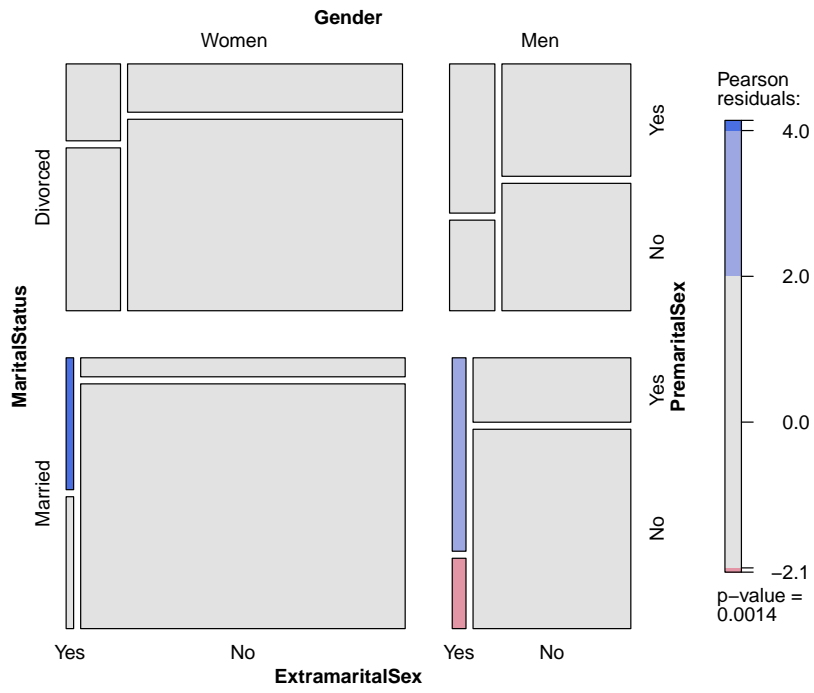 Gender
Women Men
Pearson
residuals:
MaritalStatus
Divorced
Married
Yes
No
Yes
No
PremaritalSex
4.0
2.0
0.0
−2.1
p−value =
0.0014
Yes No Yes No
ExtramaritalSex